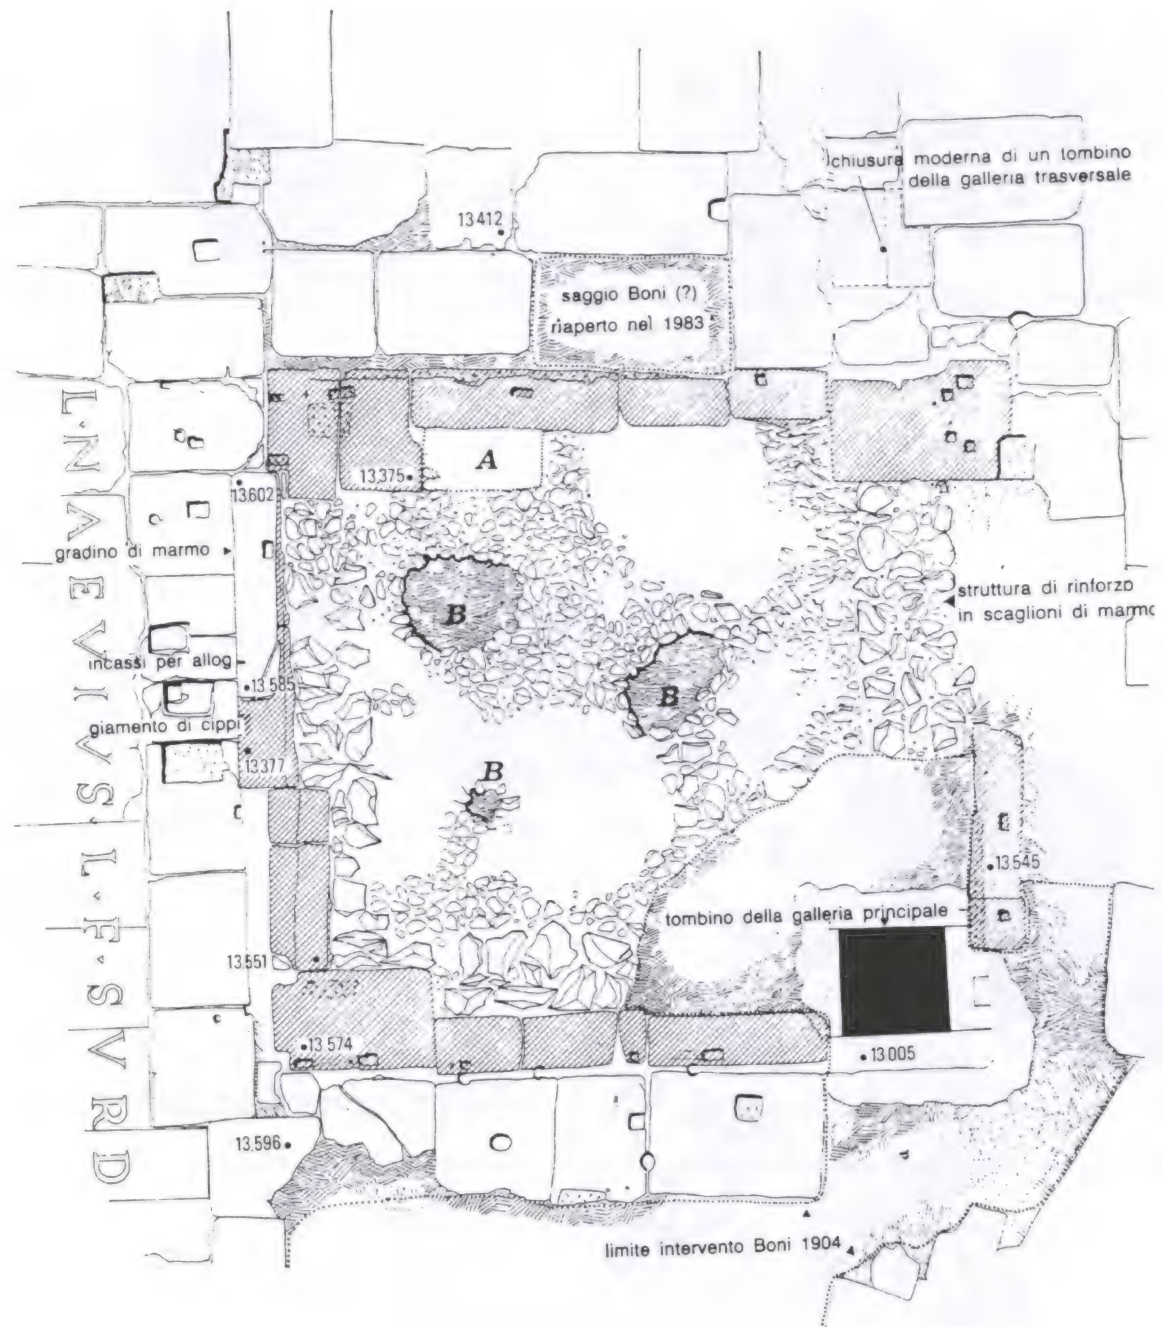 chiusura moderna di un tombino
della galleria trasversale
13412
saggio Boni (?)
riaperto nel 1983
A
13,375
13.602
gradino di marmo
B
struttura di rinforzo
in scaglioni di marmo
incassi per allog
13.585
B
giamento di cippi
13.377
B
13.545
tombino della galleria principale
13.551
13 574
13 005
13.596
limite intervento Boni 1904
L·NAEVIVS·L·F·SVRD